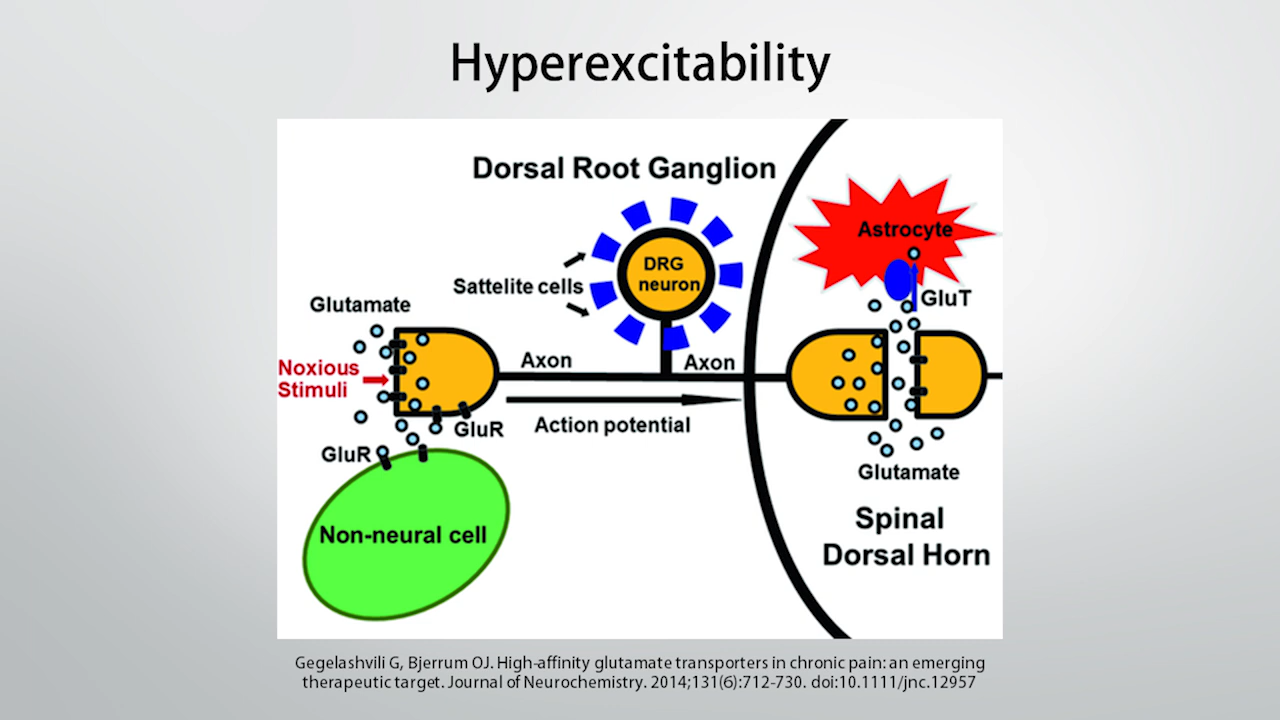 Hyperexcitability
Dorsal Root Ganglion
Astrocyte
DRG
neuron
Sattelite cells
GluT
Glutamate
Noxious
Stimuli
Axon
Axon
Action potential
GluR
GluR
Glutamate
Non-neural cell
Spinal
Dorsal Horn
Gegelashvili G, Bjerrum OJ. High-affinity glutamate transporters in chronic pain: an emerging
therapeutic target. Journal of Neurochemistry. 2014;131(6):712-730. doi:10.1111/jnc.12957